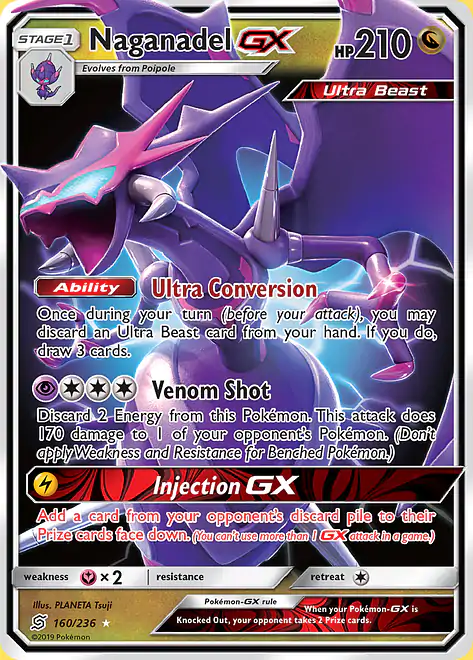 STAGE 1
Naganadel GX
HP 210
Evolves from Poipole
Ultra Beast
Ability Ultra Conversion
Once during your turn (before your attack), you may
discard an Ultra Beast card from your hand. If you do,
draw 3 cards.
Venom Shot
Discard 2 Energy from this Pokémon. This attack does
170 damage to 1 of your opponent's Pokémon. (Don't
apply Weakness and Resistance for Benched Pokémon.)
Injection GX
Add a card from your opponent's discard pile to their
Prize cards face down. (You can't use more than 1 GX attack in a game.)
weakness ×2 resistance retreat
Illus. PLANETA Tsuji
160/236
©2019 Pokémon
Pokémon-GX rule
When your Pokémon-GX is
Knocked Out, your opponent takes 2 Prize cards.